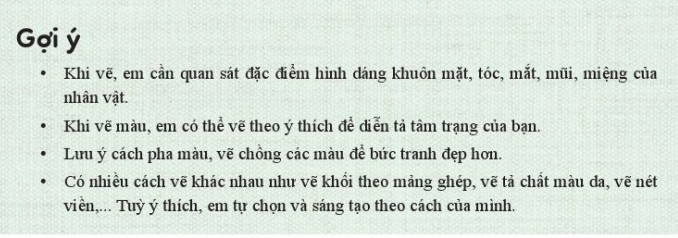 Gợi ý
• Khi vẽ, em cần quan sát đặc điểm hình dáng khuôn mặt, tóc, mắt, mũi, miệng của
nhân vật.
• Khi vẽ màu, em có thể vẽ theo ý thích để diễn tả tâm trạng của bạn.
• Lưu ý cách pha màu, vẽ chồng các màu để bức tranh đẹp hơn.
• Có nhiều cách vẽ khác nhau như vẽ khối theo mảng ghép, vẽ tả chất màu da, vẽ nét
viền,... Tuỳ ý thích, em tự chọn và sáng tạo theo cách của mình.